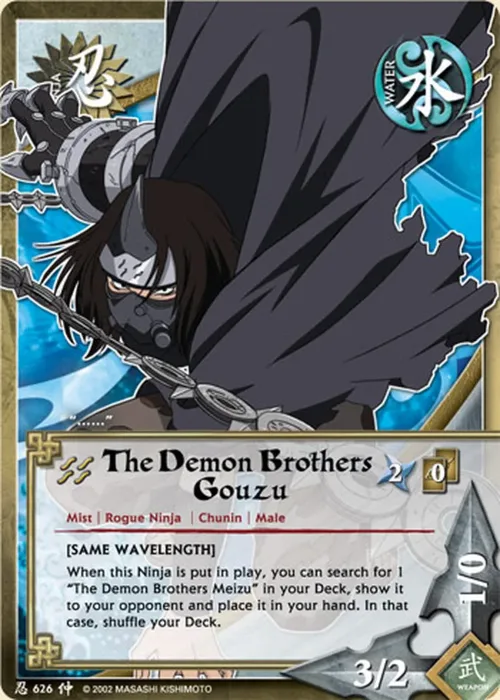 忍
NINJA
WATER
水
"......"
The Demon Brothers
Gouzu
2
0
Mist | Rogue Ninja | Chunin | Male
[SAME WAVELENGTH]
When this Ninja is put in play, you can search for 1
"The Demon Brothers Meizu" in your Deck, show it
to your opponent and place it in your hand. In that
case, shuffle your Deck.
1/0
3/2
武
WEAPON
忍 626 仲 © 2002 MASASHI KISHIMOTO